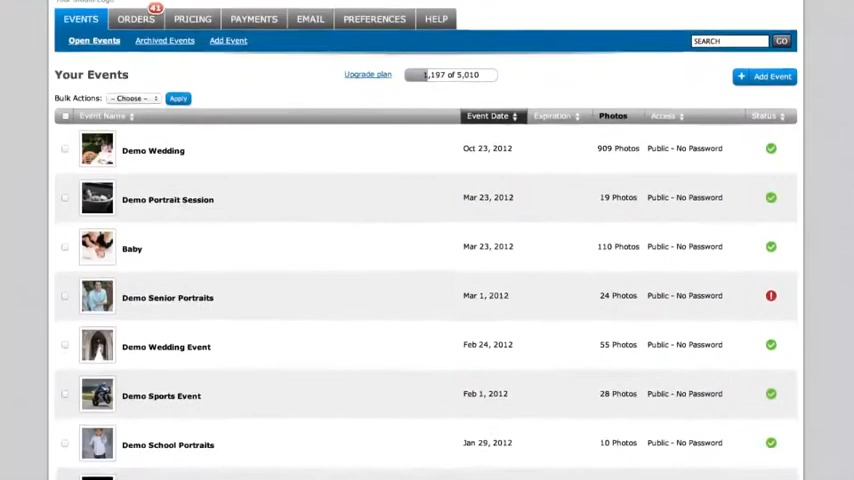 EVENTS ORDERS 41 PRICING PAYMENTS EMAIL PREFERENCES HELP
Open Events Archived Events Add Event SEARCH GO
Your Events Upgrade plan 1,197 of 5,010 + Add Event
Bulk Actions: - Choose - Apply
Event Name Event Date Expiration Photos Access Status
Demo Wedding Oct 23, 2012 909 Photos Public - No Password
Demo Portrait Session Mar 23, 2012 19 Photos Public - No Password
Baby Mar 23, 2012 110 Photos Public - No Password
Demo Senior Portraits Mar 1, 2012 24 Photos Public - No Password
Demo Wedding Event Feb 24, 2012 55 Photos Public - No Password
Demo Sports Event Feb 1, 2012 28 Photos Public - No Password
Demo School Portraits Jan 29, 2012 10 Photos Public - No Password